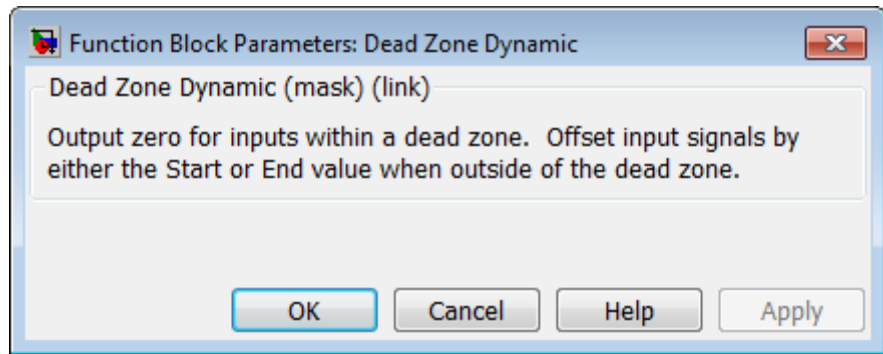 Function Block Parameters: Dead Zone Dynamic
Dead Zone Dynamic (mask) (link)
Output zero for inputs within a dead zone.  Offset input signals by
either the Start or End value when outside of the dead zone.
OK Cancel Help Apply